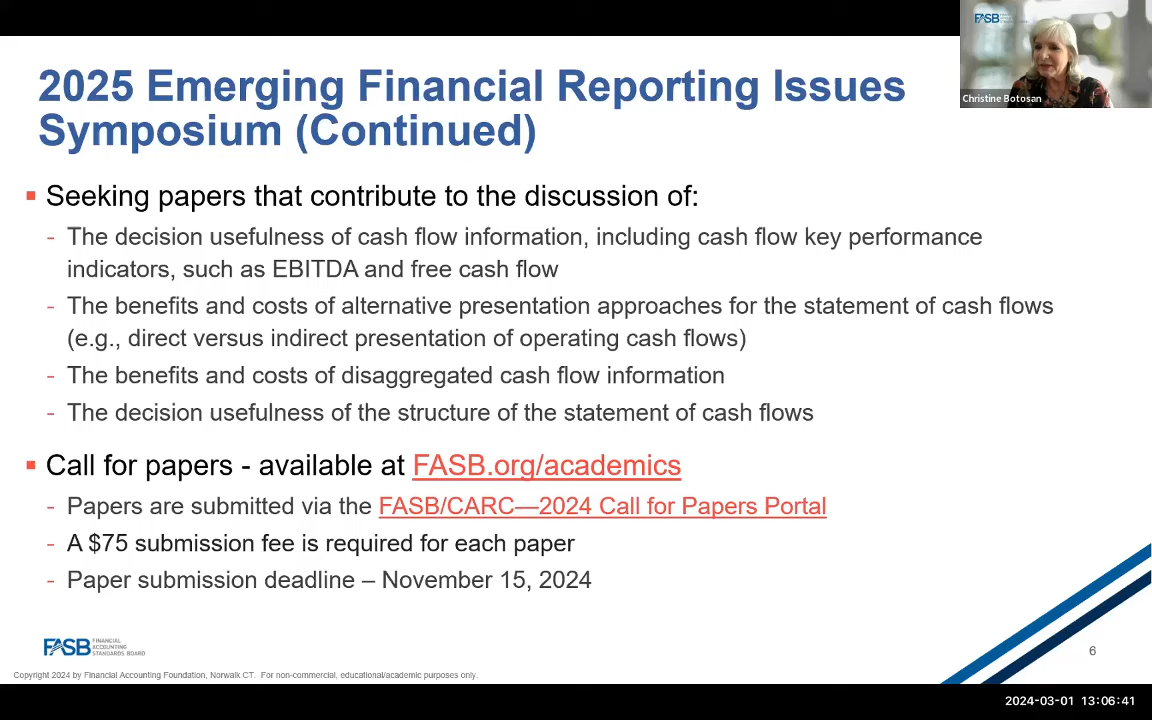 FASB
Christine Botosan
2025 Emerging Financial Reporting Issues
Symposium (Continued)
Seeking papers that contribute to the discussion of:
- The decision usefulness of cash flow information, including cash flow key performance
indicators, such as EBITDA and free cash flow
- The benefits and costs of alternative presentation approaches for the statement of cash flows
(e.g., direct versus indirect presentation of operating cash flows)
- The benefits and costs of disaggregated cash flow information
- The decision usefulness of the structure of the statement of cash flows
Call for papers - available at FASB.org/academics
- Papers are submitted via the FASB/CARC—2024 Call for Papers Portal
- A $75 submission fee is required for each paper
- Paper submission deadline – November 15, 2024
FASB FINANCIAL
ACCOUNTING
STANDARDS BOARD
6
Copyright 2024 by Financial Accounting Foundation, Norwalk CT. For non-commercial, educational/academic purposes only.
2024-03-01 13:06:41